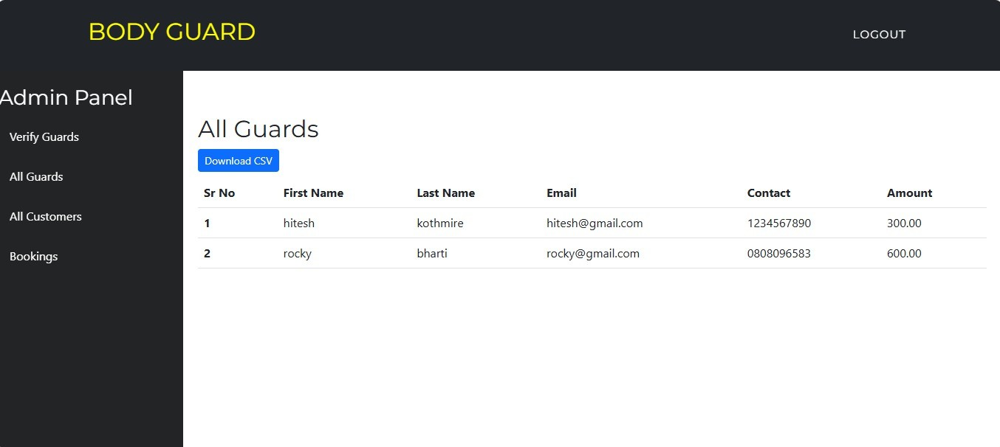 BODY GUARD
LOGOUT
Admin Panel
Verify Guards
All Guards
All Customers
Bookings
All Guards
Download CSV
Sr No First Name Last Name Email Contact Amount
1 hitesh kothmire hitesh@gmail.com 1234567890 300.00
2 rocky bharti rocky@gmail.com 0808096583 600.00